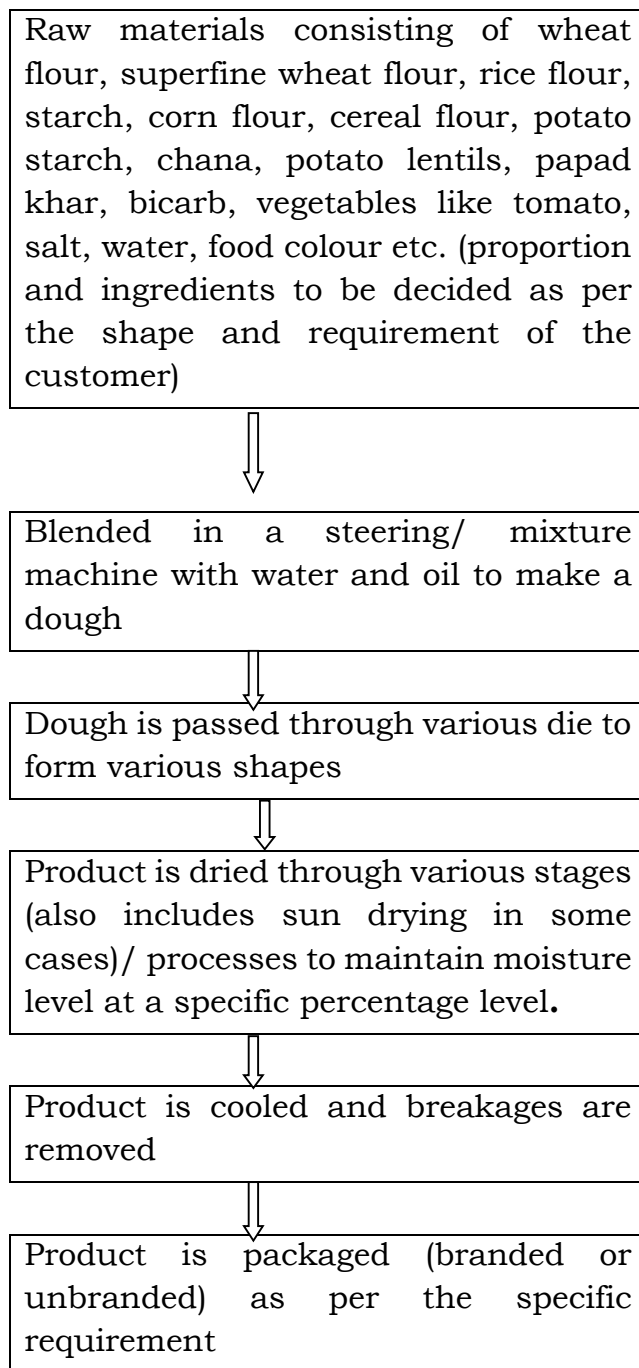 Raw materials consisting of wheat
flour, superfine wheat flour, rice flour,
starch, corn flour, cereal flour, potato
starch, chana, potato lentils, papad
khar, bicarb, vegetables like tomato,
salt, water, food colour etc. (proportion
and ingredients to be decided as per
the shape and requirement of the
customer)
Blended in a steering/ mixture
machine with water and oil to make a
dough
Dough is passed through various die to
form various shapes
Product is dried through various stages
(also includes sun drying in some
cases)/ processes to maintain moisture
level at a specific percentage level.
Product is cooled and breakages are
removed
Product is packaged (branded or
unbranded) as per the specific
requirement